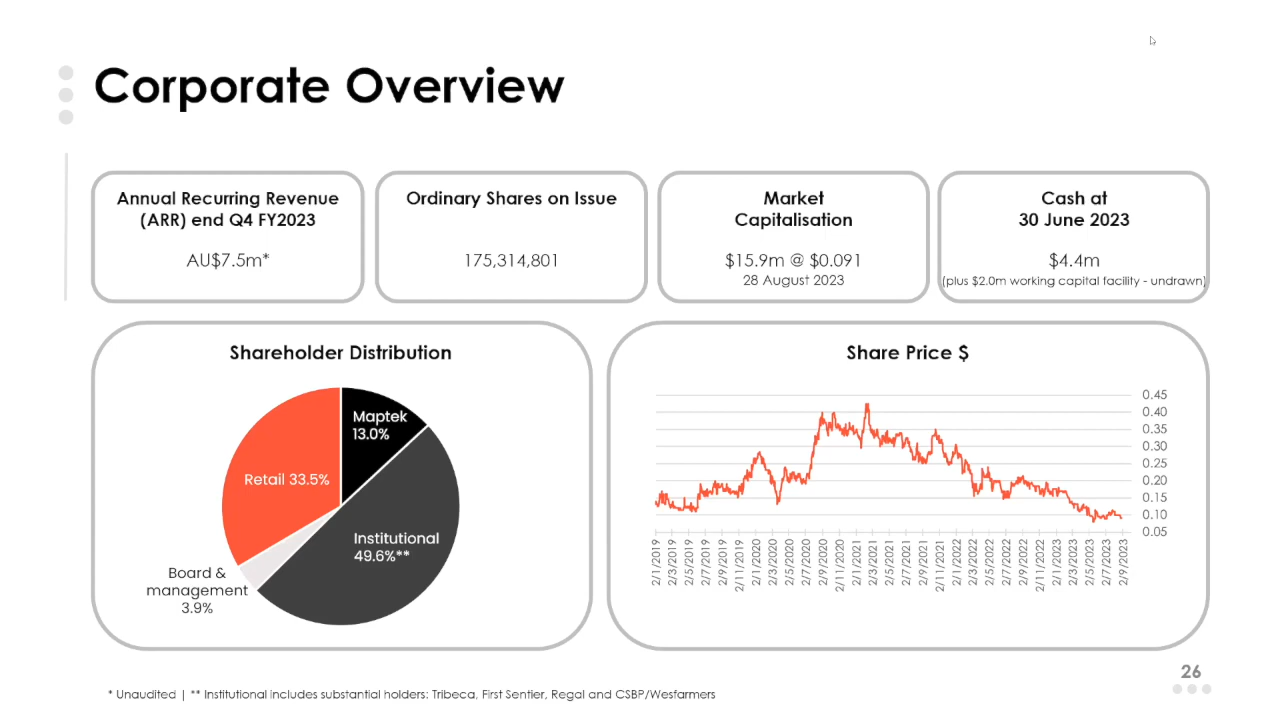 Corporate Overview
Annual Recurring Revenue
(ARR) end Q4 FY2023
AU$7.5m*
Ordinary Shares on Issue
175,314,801
Market
Capitalisation
$15.9m @ $0.091
28 August 2023
Cash at
30 June 2023
$4.4m
(plus $2.0m working capital facility - undrawn)
Shareholder Distribution
Maptek
13.0%
Retail 33.5%
Institutional
49.6%**
Board &
management
3.9%
Share Price $
0.45
0.40
0.35
0.30
0.25
0.20
0.15
0.10
0.05
2/1/2019
2/3/2019
2/5/2019
2/7/2019
2/9/2019
2/11/2019
2/1/2020
2/3/2020
2/5/2020
2/7/2020
2/9/2020
2/11/2020
2/1/2021
2/3/2021
2/5/2021
2/7/2021
2/9/2021
2/11/2021
2/1/2022
2/3/2022
2/5/2022
2/7/2022
2/9/2022
2/11/2022
2/1/2023
2/3/2023
2/5/2023
2/7/2023
2/9/2023
26
* Unaudited | ** Institutional includes substantial holders: Tribeca, First Sentier, Regal and CSBP/Wesfarmers